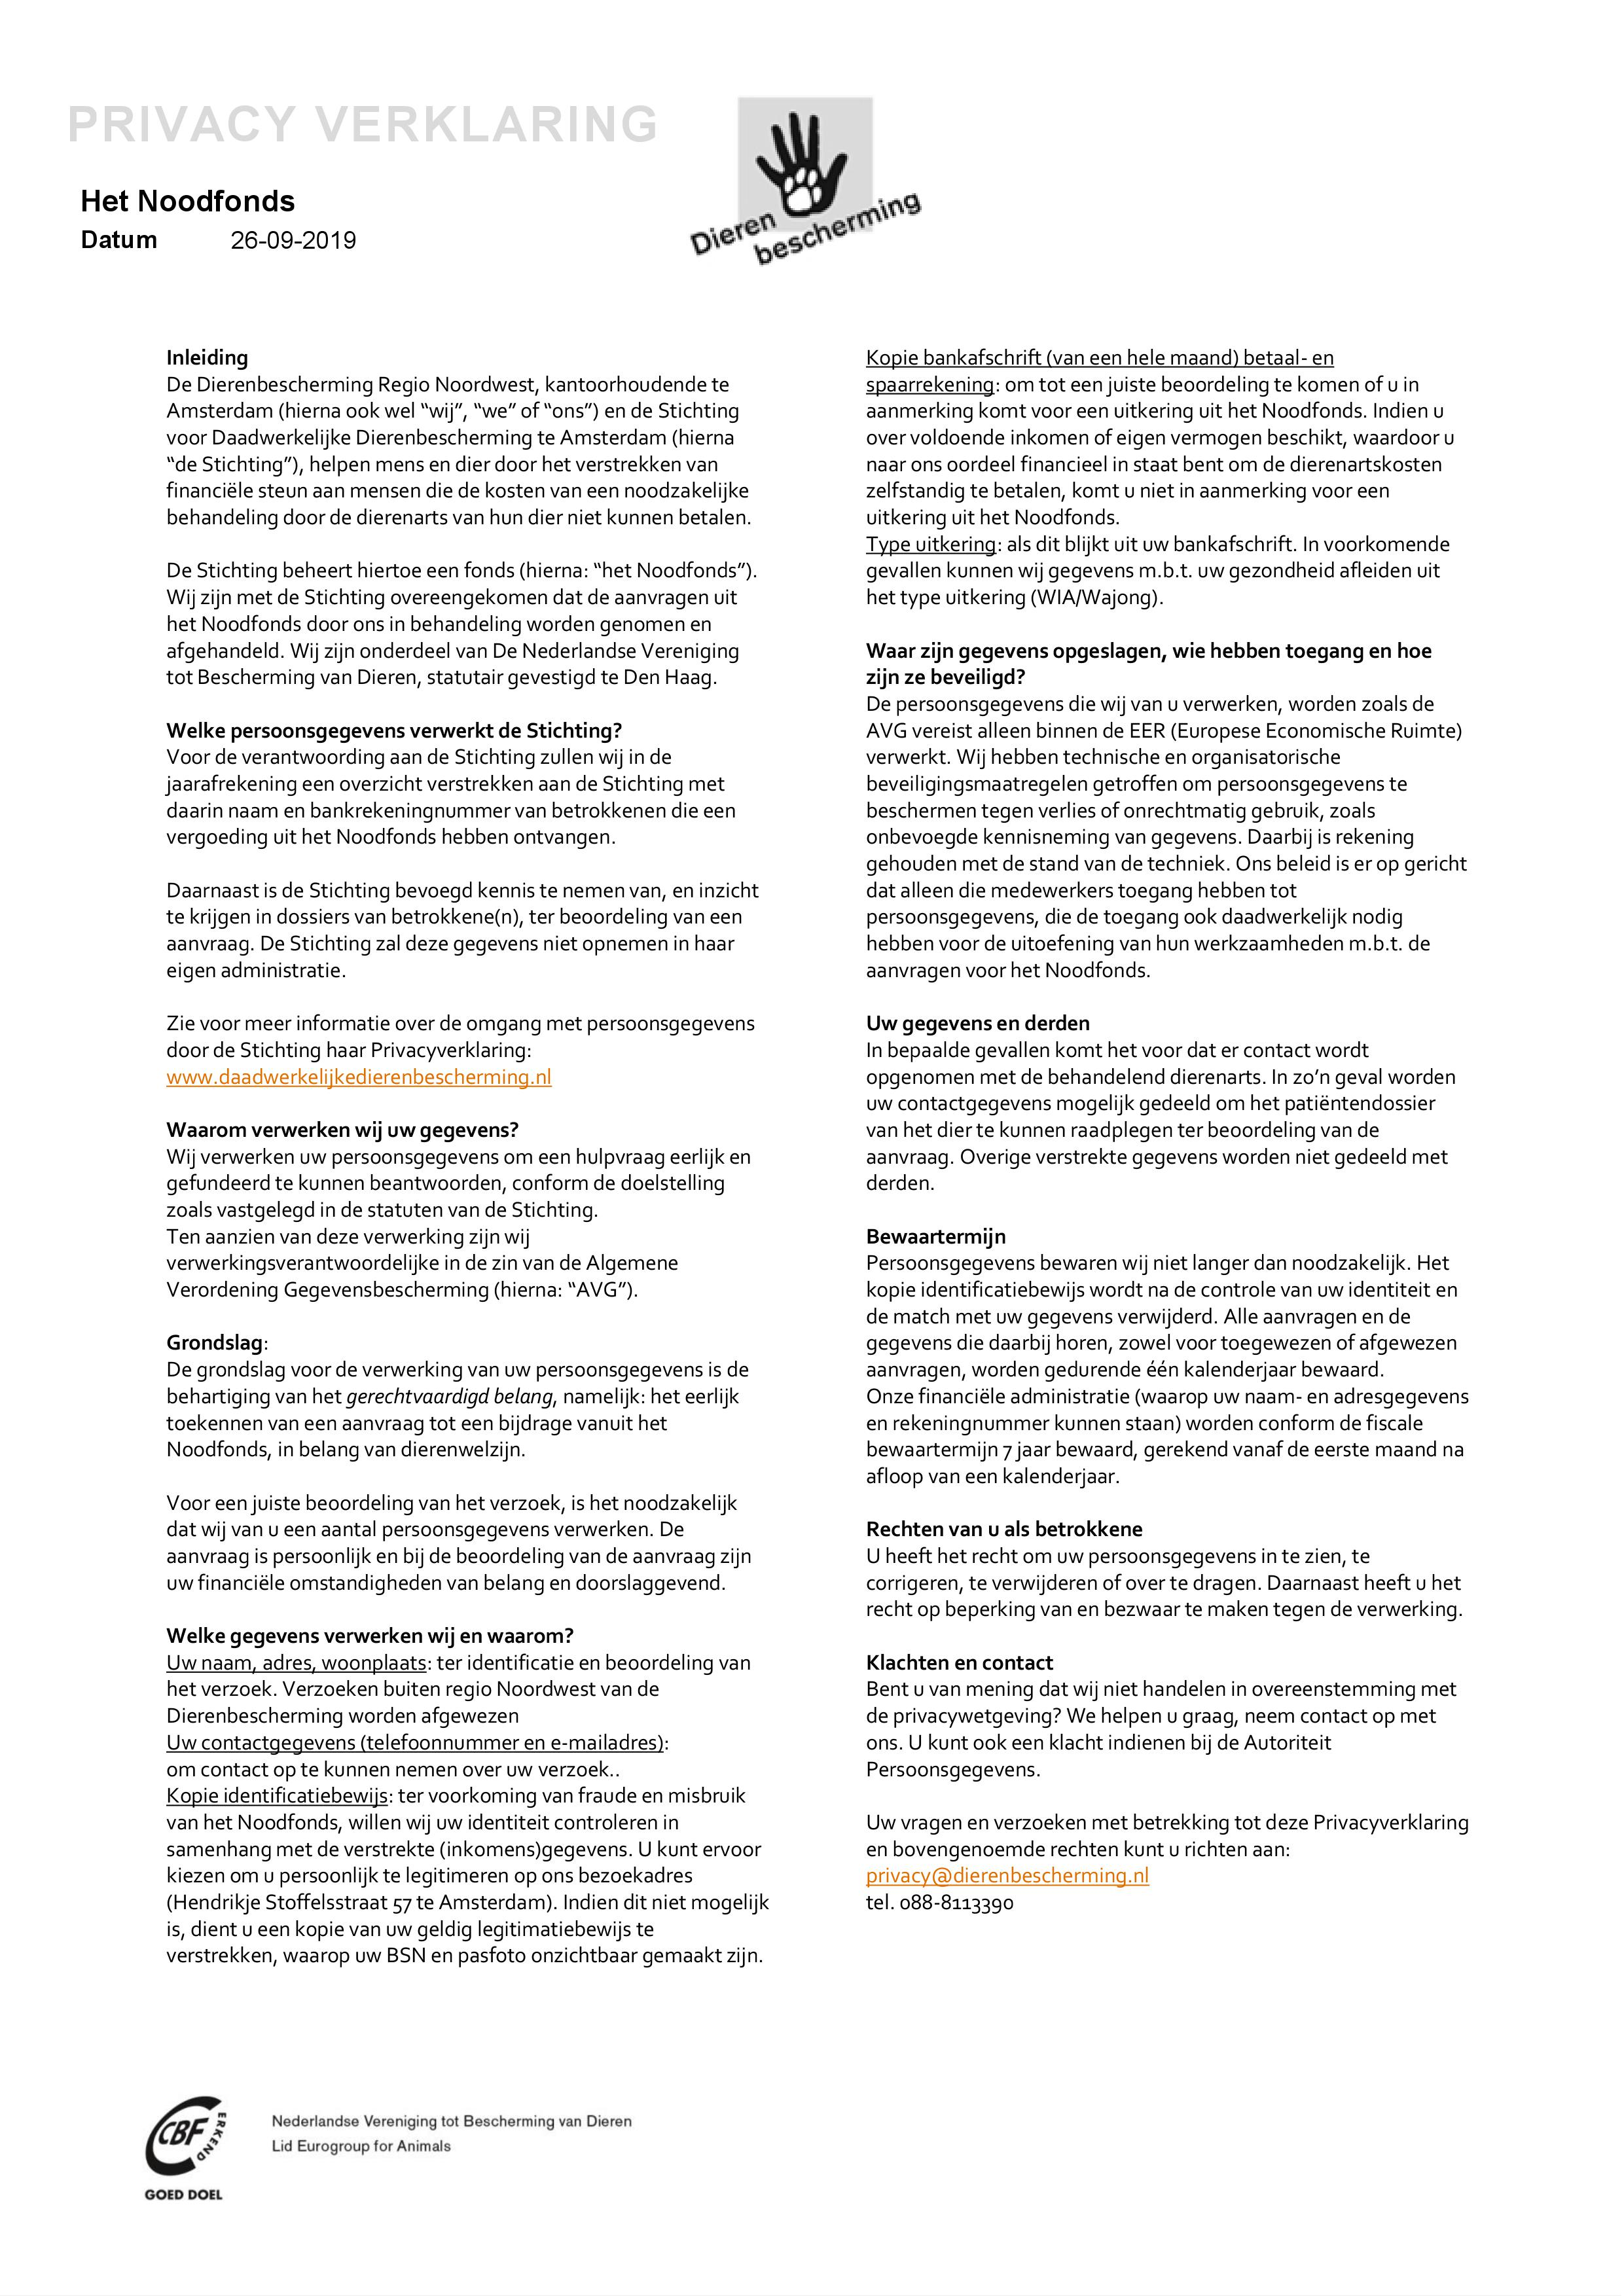 PRIVACY VERKLARING
Het Noodfonds
Datum 26-09-2019
Dieren
bescherming
Inleiding
De Dierenbescherming Regio Noordwest, kantoorhoudende te
Amsterdam (hierna ook wel “wij”, “we” of “ons”) en de Stichting
voor Daadwerkelijke Dierenbescherming te Amsterdam (hierna
“de Stichting”), helpen mens en dier door het verstrekken van
financiële steun aan mensen die de kosten van een noodzakelijke
behandeling door de dierenarts van hun dier niet kunnen betalen.
De Stichting beheert hiertoe een fonds (hierna: “het Noodfonds”).
Wij zijn met de Stichting overeengekomen dat de aanvragen uit
het Noodfonds door ons in behandeling worden genomen en
afgehandeld. Wij zijn onderdeel van De Nederlandse Vereniging
tot Bescherming van Dieren, statutair gevestigd te Den Haag.
Welke persoonsgegevens verwerkt de Stichting?
Voor de verantwoording aan de Stichting zullen wij in de
jaarafrekening een overzicht verstrekken aan de Stichting met
daarin naam en bankrekeningnummer van betrokkenen die een
vergoeding uit het Noodfonds hebben ontvangen.
Daarnaast is de Stichting bevoegd kennis te nemen van, en inzicht
te krijgen in dossiers van betrokkene(n), ter beoordeling van een
aanvraag. De Stichting zal deze gegevens niet opnemen in haar
eigen administratie.
Zie voor meer informatie over de omgang met persoonsgegevens
door de Stichting haar Privacyverklaring:
www.daadwerkelijkedierenbescherming.nl
Waarom verwerken wij uw gegevens?
Wij verwerken uw persoonsgegevens om een hulpvraag eerlijk en
gefundeerd te kunnen beantwoorden, conform de doelstelling
zoals vastgelegd in de statuten van de Stichting.
Ten aanzien van deze verwerking zijn wij
verwerkingsverantwoordelijke in de zin van de Algemene
Verordening Gegevensbescherming (hierna: “AVG”).
Grondslag:
De grondslag voor de verwerking van uw persoonsgegevens is de
behartiging van het gerechtvaardigd belang, namelijk: het eerlijk
toekennen van een aanvraag tot een bijdrage vanuit het
Noodfonds, in belang van dierenwelzijn.
Voor een juiste beoordeling van het verzoek, is het noodzakelijk
dat wij van u een aantal persoonsgegevens verwerken. De
aanvraag is persoonlijk en bij de beoordeling van de aanvraag zijn
uw financiële omstandigheden van belang en doorslaggevend.
Welke gegevens verwerken wij en waarom?
Uw naam, adres, woonplaats: ter identificatie en beoordeling van
het verzoek. Verzoeken buiten regio Noordwest van de
Dierenbescherming worden afgewezen
Uw contactgegevens (telefoonnummer en e-mailadres):
om contact op te kunnen nemen over uw verzoek..
Kopie identificatiebewijs: ter voorkoming van fraude en misbruik
van het Noodfonds, willen wij uw identiteit controleren in
samenhang met de verstrekte (inkomens)gegevens. U kunt ervoor
kiezen om u persoonlijk te legitimeren op ons bezoekadres
(Hendrikje Stoffelsstraat 57 te Amsterdam). Indien dit niet mogelijk
is, dient u een kopie van uw geldig legitimatiebewijs te
verstrekken, waarop uw BSN en pasfoto onzichtbaar gemaakt zijn.
Kopie bankafschrift (van een hele maand) betaal- en
spaarrekening: om tot een juiste beoordeling te komen of u in
aanmerking komt voor een uitkering uit het Noodfonds. Indien u
over voldoende inkomen of eigen vermogen beschikt, waardoor u
naar ons oordeel financieel in staat bent om de dierenartskosten
zelfstandig te betalen, komt u niet in aanmerking voor een
uitkering uit het Noodfonds.
Type uitkering: als dit blijkt uit uw bankafschrift. In voorkomende
gevallen kunnen wij gegevens m.b.t. uw gezondheid afleiden uit
het type uitkering (WIA/Wajong).
Waar zijn gegevens opgeslagen, wie hebben toegang en hoe
zijn ze beveiligd?
De persoonsgegevens die wij van u verwerken, worden zoals de
AVG vereist alleen binnen de EER (Europese Economische Ruimte)
verwerkt. Wij hebben technische en organisatorische
beveiligingsmaatregelen getroffen om persoonsgegevens te
beschermen tegen verlies of onrechtmatig gebruik, zoals
onbevoegde kennisneming van gegevens. Daarbij is rekening
gehouden met de stand van de techniek. Ons beleid is er op gericht
dat alleen die medewerkers toegang hebben tot
persoonsgegevens, die de toegang ook daadwerkelijk nodig
hebben voor de uitoefening van hun werkzaamheden m.b.t. de
aanvragen voor het Noodfonds.
Uw gegevens en derden
In bepaalde gevallen komt het voor dat er contact wordt
opgenomen met de behandelend dierenarts. In zo’n geval worden
uw contactgegevens mogelijk gedeeld om het patiëntendossier
van het dier te kunnen raadplegen ter beoordeling van de
aanvraag. Overige verstrekte gegevens worden niet gedeeld met
derden.
Bewaartermijn
Persoonsgegevens bewaren wij niet langer dan noodzakelijk. Het
kopie identificatiebewijs wordt na de controle van uw identiteit en
de match met uw gegevens verwijderd. Alle aanvragen en de
gegevens die daarbij horen, zowel voor toegewezen of afgewezen
aanvragen, worden gedurende één kalenderjaar bewaard.
Onze financiële administratie (waarop uw naam- en adresgegevens
en rekeningnummer kunnen staan) worden conform de fiscale
bewaartermijn 7 jaar bewaard, gerekend vanaf de eerste maand na
afloop van een kalenderjaar.
Rechten van u als betrokkene
U heeft het recht om uw persoonsgegevens in te zien, te
corrigeren, te verwijderen of over te dragen. Daarnaast heeft u het
recht op beperking van en bezwaar te maken tegen de verwerking.
Klachten en contact
Bent u van mening dat wij niet handelen in overeenstemming met
de privacywetgeving? We helpen u graag, neem contact op met
ons. U kunt ook een klacht indienen bij de Autoriteit
Persoonsgegevens.
Uw vragen en verzoeken met betrekking tot deze Privacyverklaring
en bovengenoemde rechten kunt u richten aan:
privacy@dierenbescherming.nl
tel. 088-8113390
CBF ERKEND
GOED DOEL
Nederlandse Vereniging tot Bescherming van Dieren
Lid Eurogroup for Animals